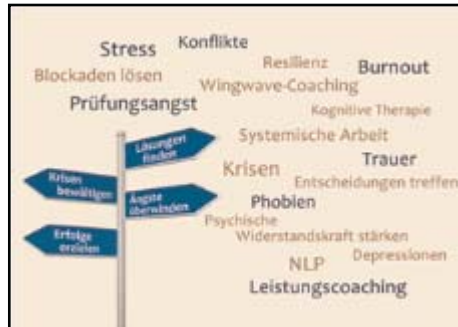 Stress
Konflikte
Resilienz
Burnout
Blockaden lösen
Wingwave-Coaching
Prüfungsangst
Kognitive Therapie
Lösungen
finden
Systemische Arbeit
Krisen
bewältigen
Krisen
Trauer
Entscheidungen treffen
Ängste
überwinden
Phobien
Psychische
Widerstandskraft stärken
Erfolge
erzielen
NLP
Depressionen
Leistungscoaching